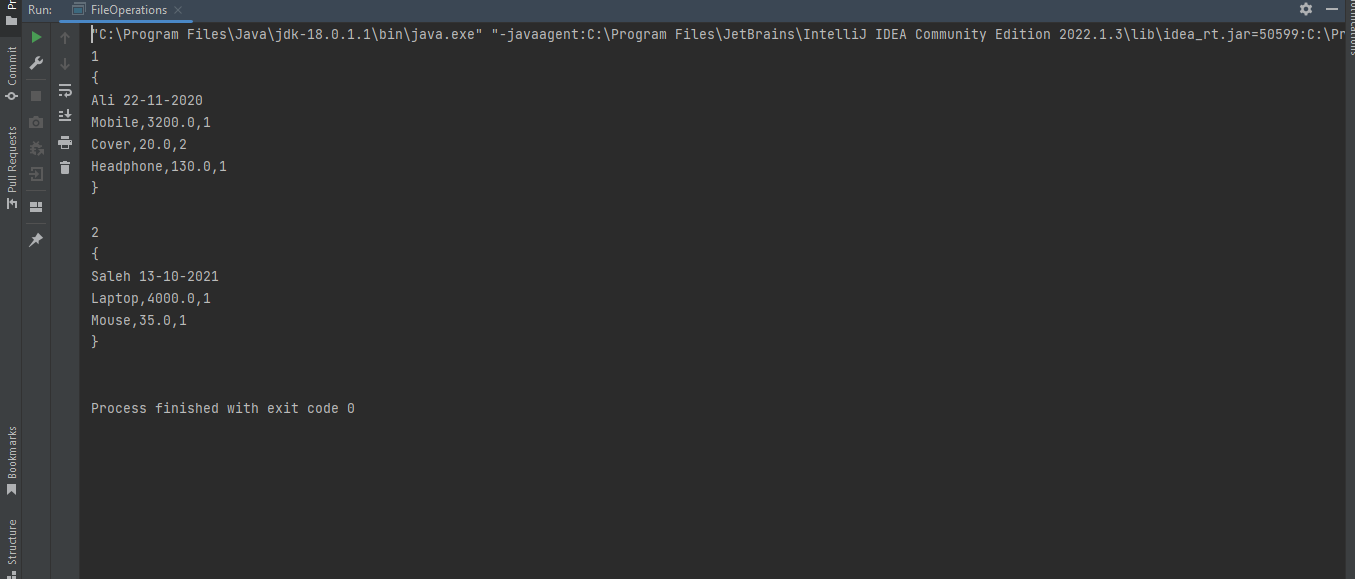 Run: FileOperations
"C:\Program Files\Java\jdk-18.0.1.1\bin\java.exe" "-javaagent:C:\Program Files\JetBrains\IntelliJ IDEA Community Edition 2022.1.3\lib\idea_rt.jar=50599:C:\Pr
1
{
Ali 22-11-2020
Mobile,3200.0,1
Cover,20.0,2
Headphone,130.0,1
}
2
{
Saleh 13-10-2021
Laptop,4000.0,1
Mouse,35.0,1
}
Process finished with exit code 0
Commit
Pull Requests
Bookmarks
Structure